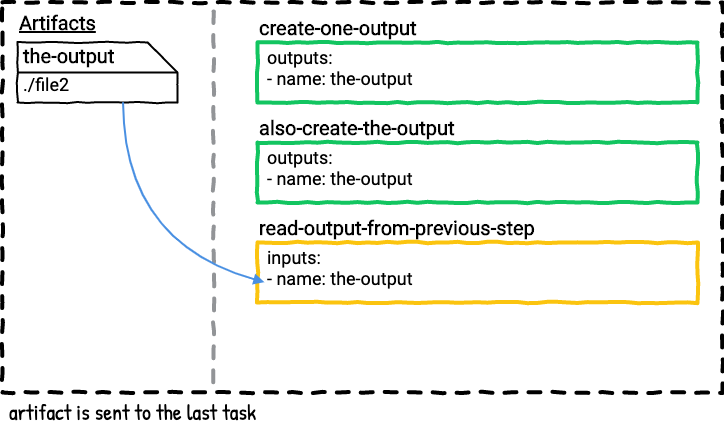 Artifacts
the-output
./file2
create-one-output
outputs:
- name: the-output
also-create-the-output
outputs:
- name: the-output
read-output-from-previous-step
inputs:
- name: the-output
artifact is sent to the last task